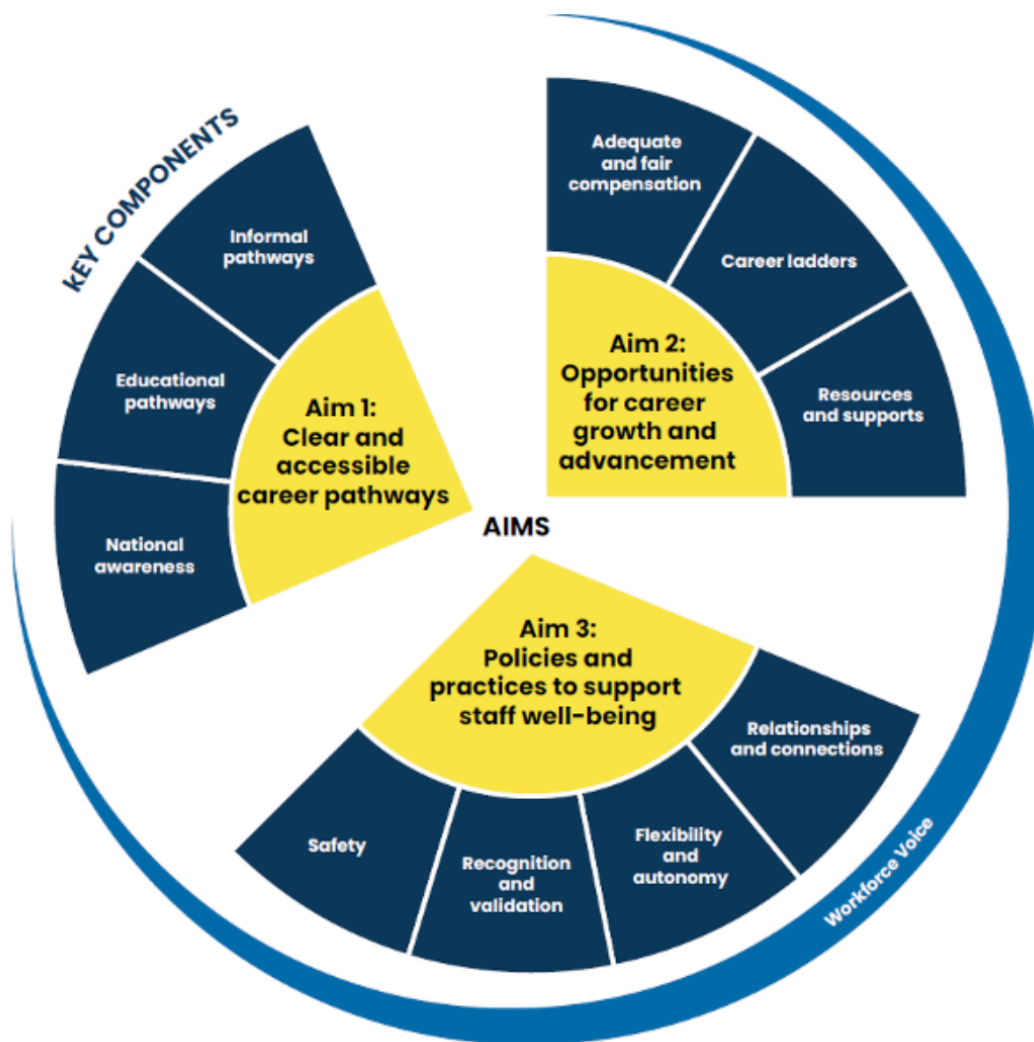 kEY COMPONENTS
Informal
pathways
Educational
pathways
National
awareness
Aim 1:
Clear and
accessible
career pathways
Adequate
and fair
compensation
Career ladders
Resources
and supports
Aim 2:
Opportunities
for career
growth and
advancement
AIMS
Aim 3:
Policies and
practices to support
staff well-being
Safety
Recognition
and
validation
Flexibility
and
autonomy
Relationships
and connections
Workforce Voice